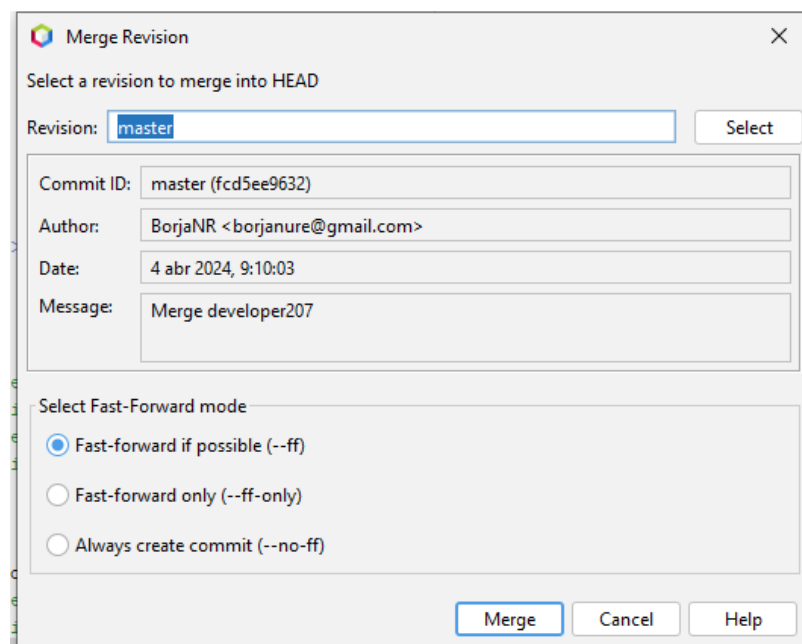 Merge Revision
Select a revision to merge into HEAD
Revision: master Select
Commit ID: master (fcd5ee9632)
Author: BorjaNR <borjanure@gmail.com>
Date: 4 abr 2024, 9:10:03
Message: Merge developer207
Select Fast-Forward mode
Fast-forward if possible (--ff)
Fast-forward only (--ff-only)
Always create commit (--no-ff)
Merge Cancel Help